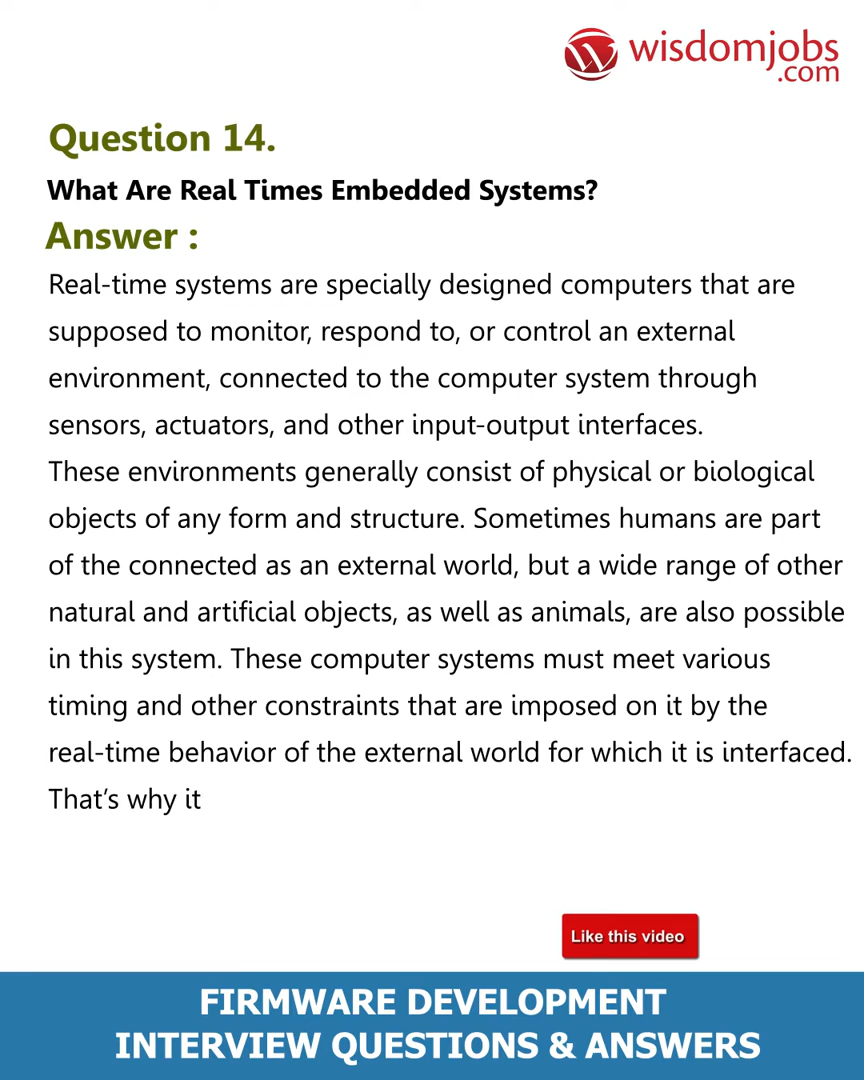 wisdomjobs
.com
Question 14.
What Are Real Times Embedded Systems?
Answer :
Real-time systems are specially designed computers that are
supposed to monitor, respond to, or control an external
environment, connected to the computer system through
sensors, actuators, and other input-output interfaces.
These environments generally consist of physical or biological
objects of any form and structure. Sometimes humans are part
of the connected as an external world, but a wide range of other
natural and artificial objects, as well as animals, are also possible
in this system. These computer systems must meet various
timing and other constraints that are imposed on it by the
real-time behavior of the external world for which it is interfaced.
That’s why it
Like this video
FIRMWARE DEVELOPMENT
INTERVIEW QUESTIONS & ANSWERS